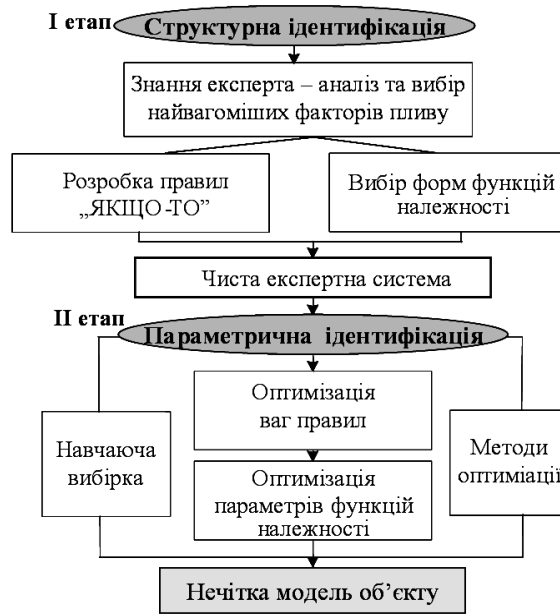 І етап
Структурна ідентифікація
Знання експерта – аналіз та вибір
найвагоміших факторів пливу
Розробка правил
„ЯКЩО-ТО”
Вибір форм функцій
належності
Чиста експертна система
ІІ етап
Параметрична ідентифікація
Оптимізація
ваг правил
Навчаюча
вибірка
Методи
оптиміації
Оптимізація
параметрів функцій
належності
Нечітка модель об’єкту